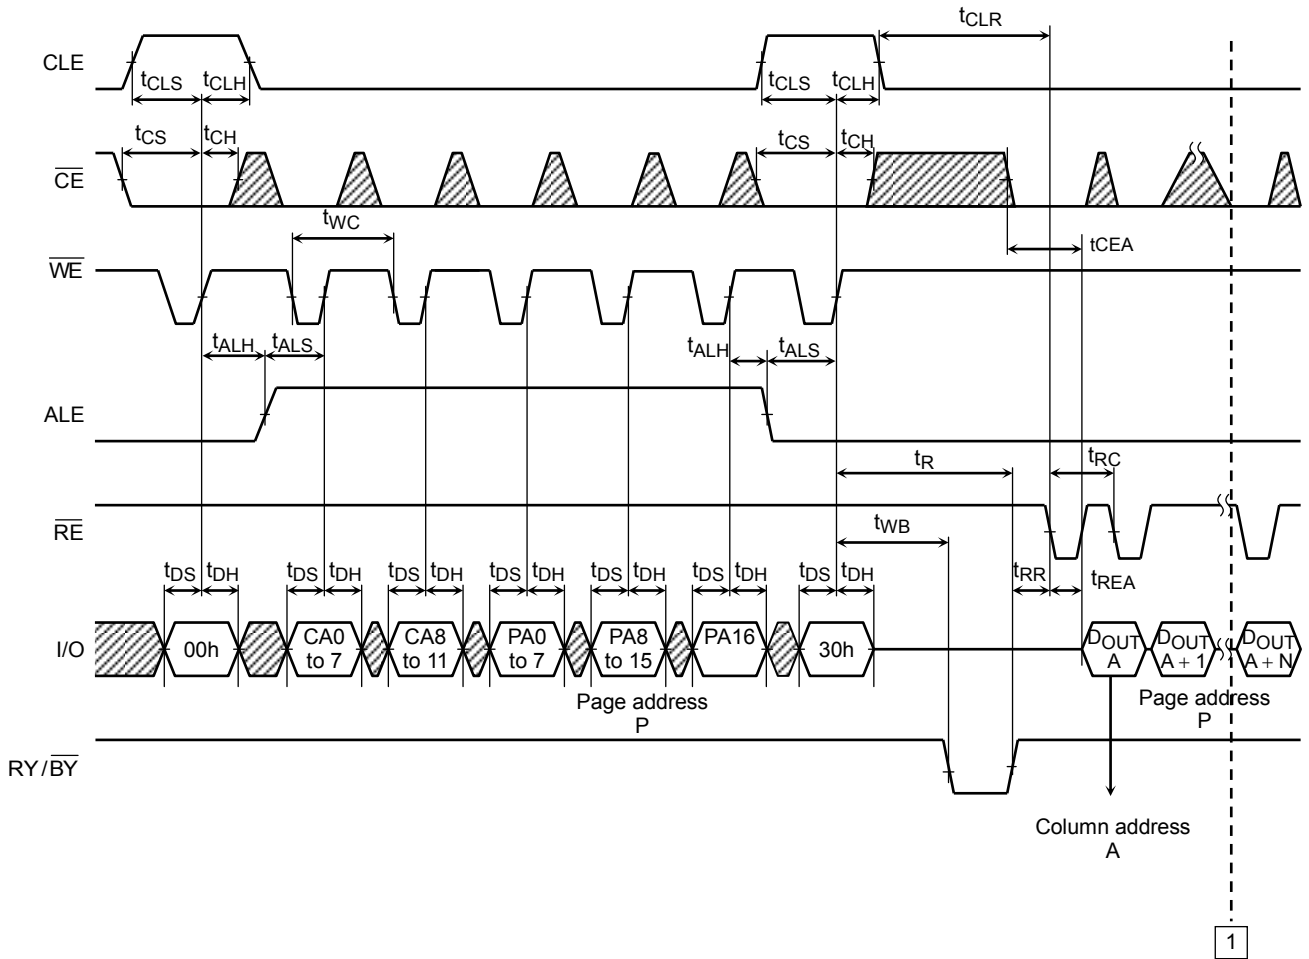 tCLR
CLE
tCLS tCLH tCLS tCLH
tCS tCH tCS tCH
CE
tWC
tCEA
WE
tALH tALS tALH tALS
ALE
tR tRC
RE
tWB
tDS tDH tDS tDH tDS tDH tDS tDH tDS tDH tDS tDH tDS tDH tRR tREA
I/O 00h CA0 to 7 CA8 to 11 PA0 to 7 PA8 to 15 PA16 30h DOUT A DOUT A + 1 DOUT A + N
Page address P
Page address P
RY/BY
Column address
A
1